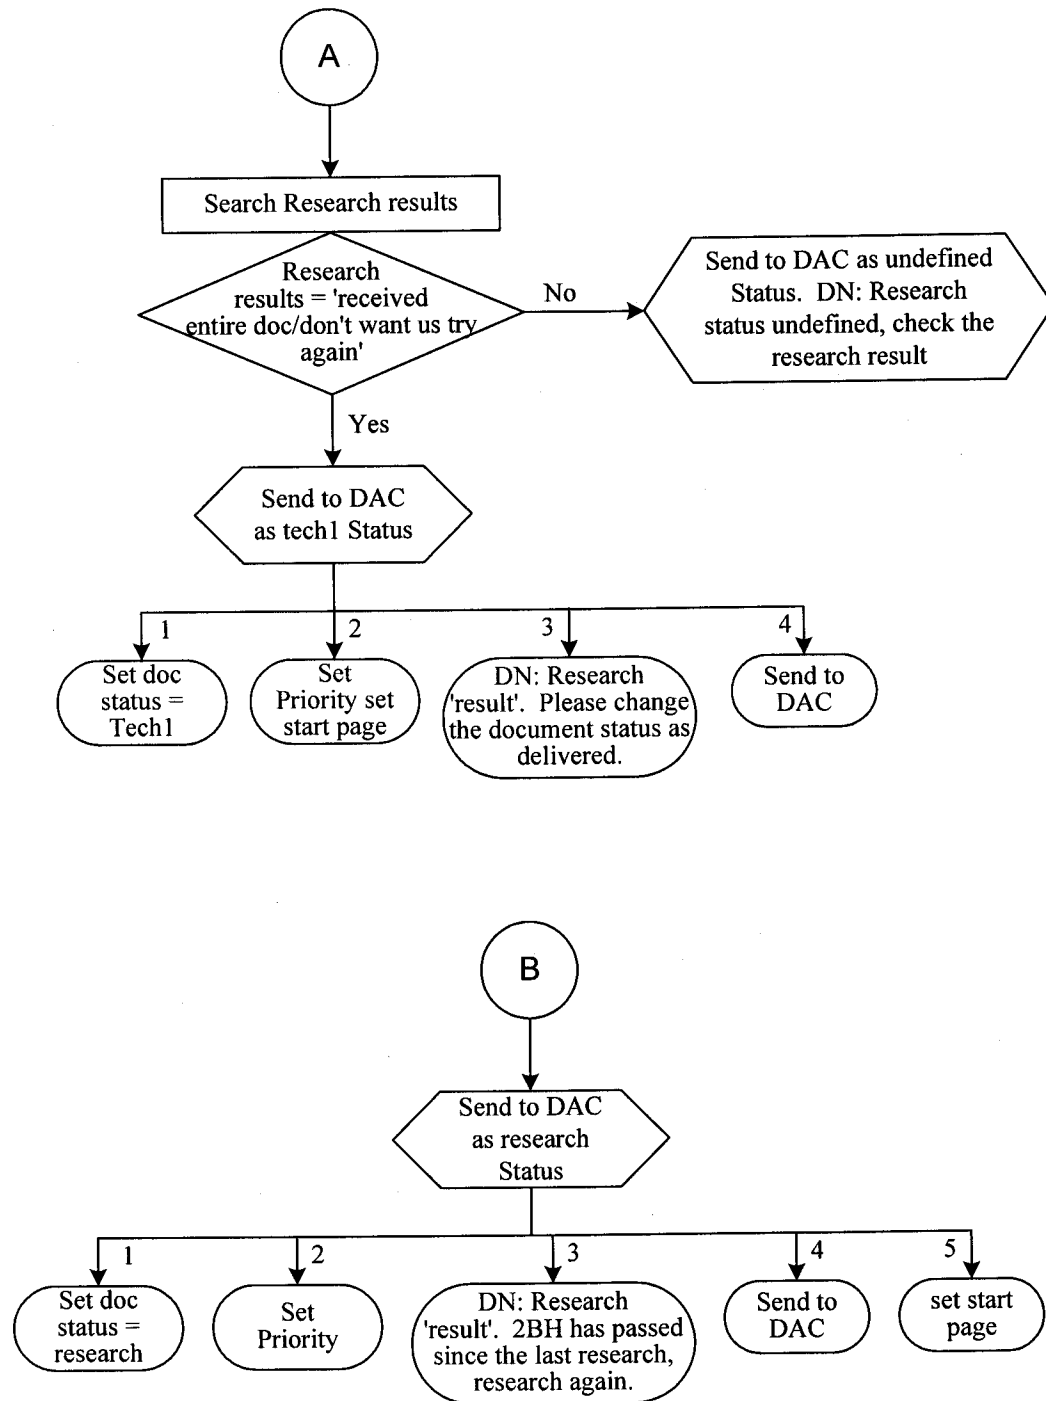 A
Search Research results
Research
results = 'received
entire doc/don't want us try
again'
No
Send to DAC as undefined
Status.  DN: Research
status undefined, check the
research result
Yes
Send to DAC
as tech1 Status
1
2
3
4
Set doc
status =
Tech1
Set
Priority set
start page
DN: Research
'result'.  Please change
the document status as
delivered.
Send to
DAC
B
Send to DAC
as research
Status
1
2
3
4
5
Set doc
status =
research
Set
Priority
DN: Research
'result'.  2BH has passed
since the last research,
research again.
Send to
DAC
set start
page